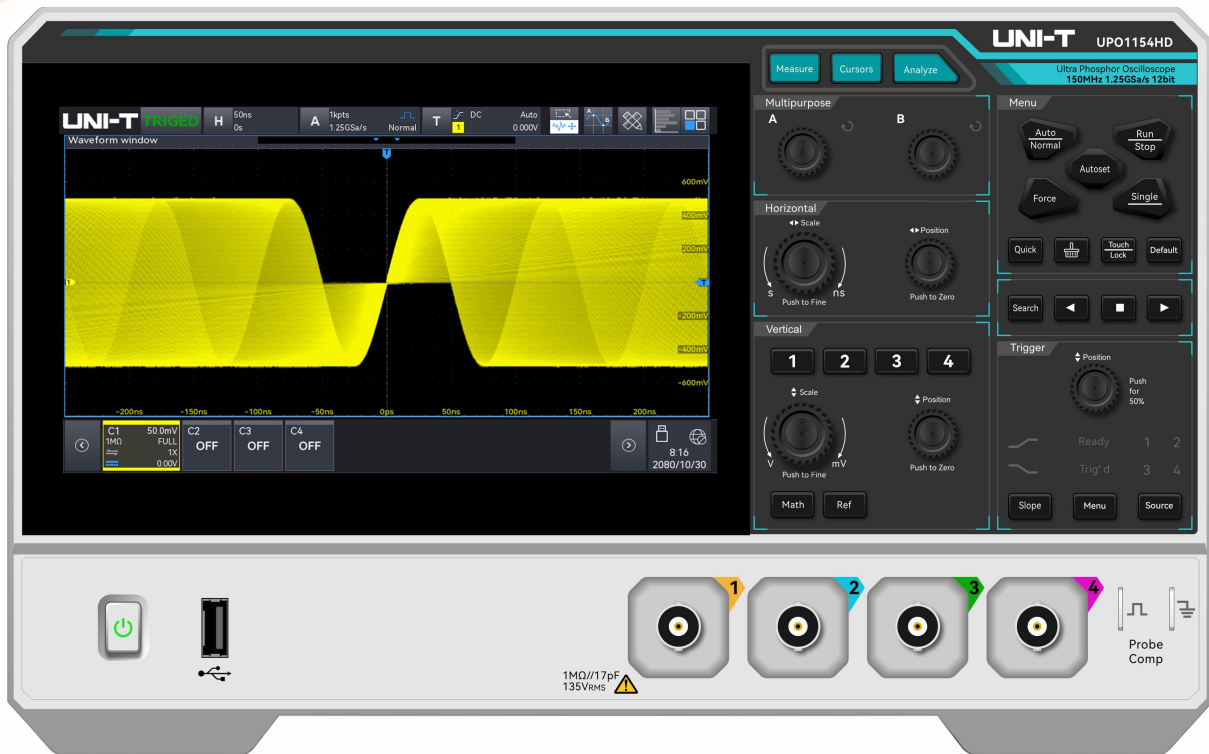 UNI-T UPO1154HD
Ultra Phosphor Oscilloscope
150MHz 1.25GSa/s 12bit
Measure Cursors Analyze
UNI-T TRIGED H 50ns 0s A 1kpts 1.25GSa/s Normal T 1 DC Auto 0.000V A B
Waveform window
T
600mV
400mV
200mV
1 T
-200mV
-400mV
-600mV
-200ns -150ns -100ns -50ns 0ps 50ns 100ns 150ns 200ns
C1 50.0mV
1MΩ FULL
1X
0.00V
C2
OFF
C3
OFF
C4
OFF
8:16
2080/10/30
Multipurpose
A B
Horizontal
Scale
Position
s ns
Push to Fine
Push to Zero
Vertical
1 2 3 4
Scale
Position
V mV
Push to Fine
Push to Zero
Math Ref
Menu
Auto
Normal
Run
Stop
Autoset
Force
Single
Quick
Touch
Lock
Default
Search
Trigger
Position
Push
for
50%
Ready 1 2
Trig' d 3 4
Slope Menu Source
1 2 3 4
1MΩ//17pF
135VRMS
Probe
Comp